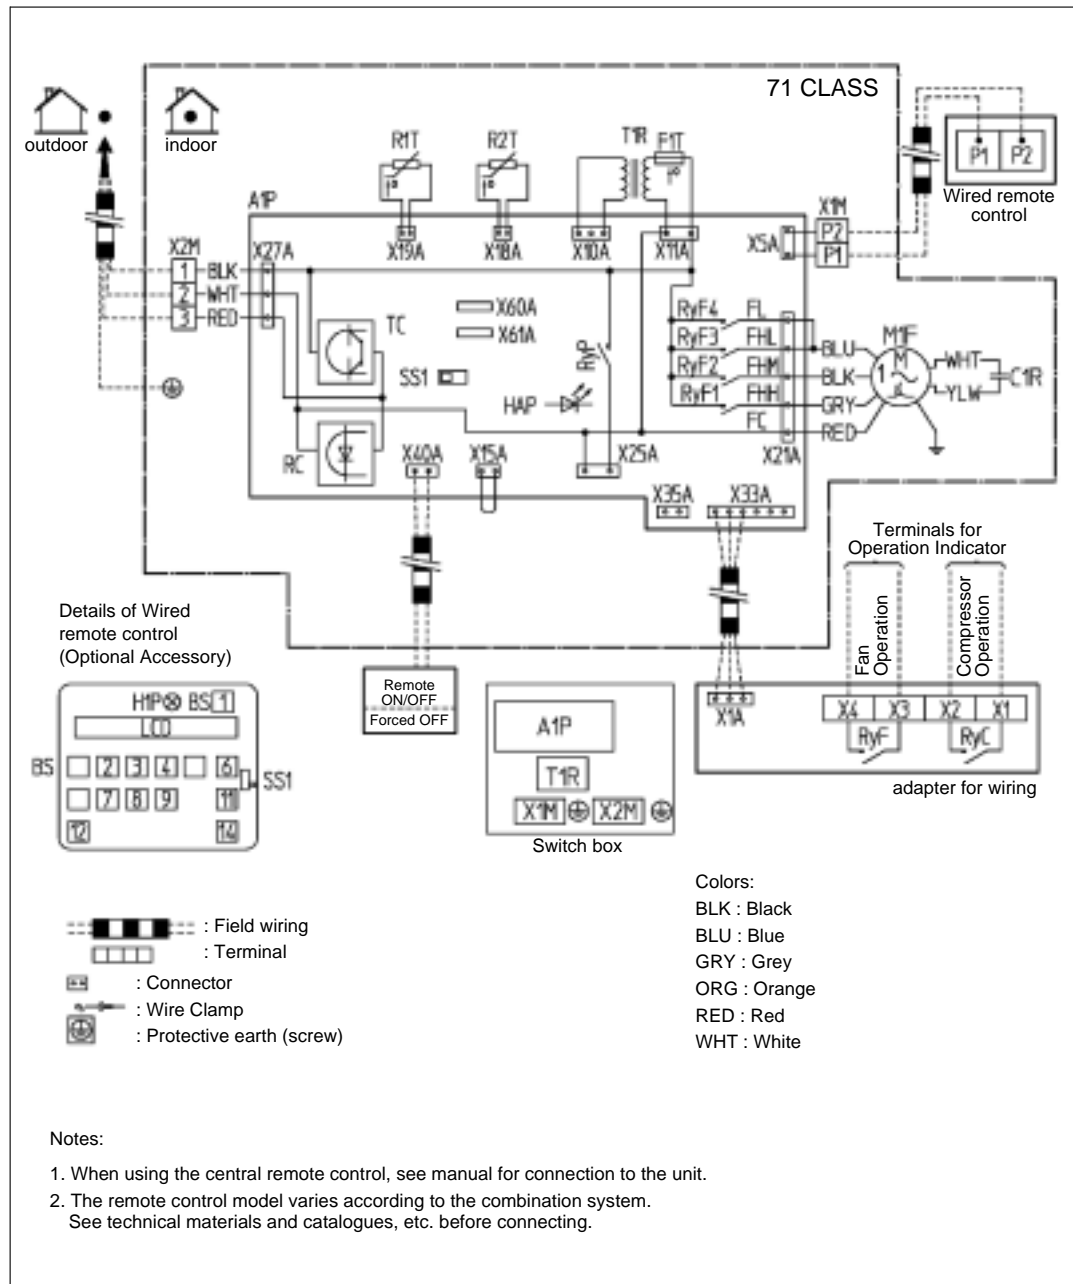 71 CLASS
outdoor
indoor
R1T
R2T
T1R
F1T
P1 P2
Wired remote
control
A1P
X1M
X2M
X27A
X19A
X18A
X10A
X11A
X5A
P2
P1
1 BLK
2 WHT
3 RED
TC
X60A
X61A
SS1
HAP
RyP
RyF4 FL
RyF3 FHL
RyF2 FHM
RyF1 FHH
FC
BLU
BLK
GRY
RED
M1F
M
1
WHT
YLW
C1R
RC
X40A
X15A
X25A
X21A
X35A
X33A
Terminals for
Operation Indicator
Fan
Operation
Compressor
Operation
Details of Wired
remote control
(Optional Accessory)
H1P BS 1
LCD
BS 2 3 4 6
SS1
7 8 9 11
12 14
Remote
ON/OFF
Forced OFF
A1P
T1R
X1M X2M
Switch box
X1A
X4 X3 X2 X1
RyF RyC
adapter for wiring
: Field wiring
: Terminal
: Connector
: Wire Clamp
: Protective earth (screw)
Colors:
BLK : Black
BLU : Blue
GRY : Grey
ORG : Orange
RED : Red
WHT : White
Notes:
1. When using the central remote control, see manual for connection to the unit.
2. The remote control model varies according to the combination system.
See technical materials and catalogues, etc. before connecting.